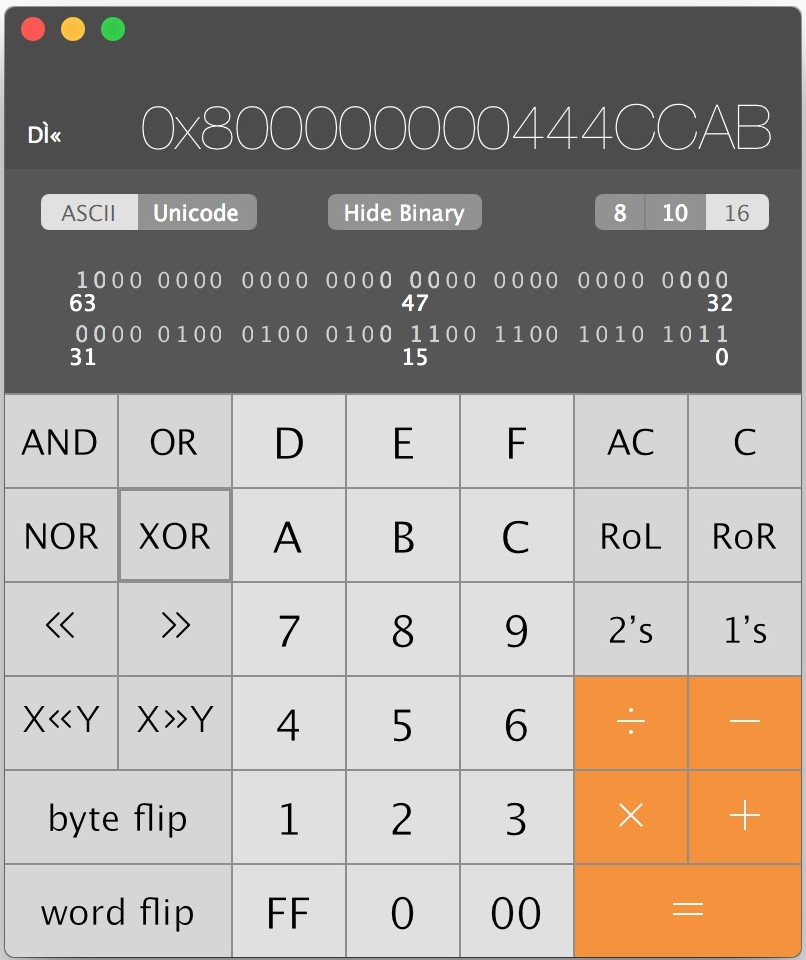 DÌ« 0x800000000444CCAB
ASCII Unicode Hide Binary 8 10 16
1000 0000 0000 0000 0000 0000 0000 0000
63 47 32
0000 0100 0100 0100 1100 1100 1010 1011
31 15 0
AND OR D E F AC C
NOR XOR A B C RoL RoR
<< >> 7 8 9 2’s 1’s
X<<Y X>>Y 4 5 6 ÷ −
byte flip 1 2 3 × +
word flip FF 0 00 =